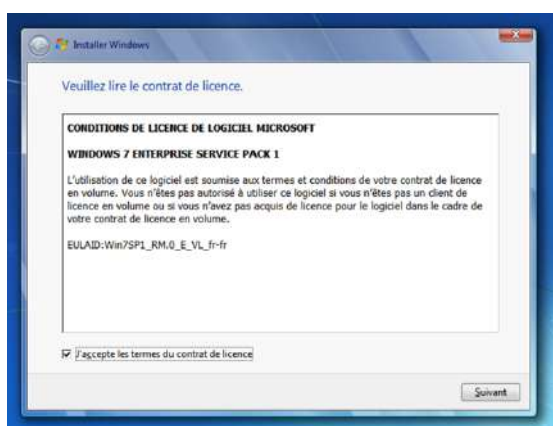 Installer Windows
Veuillez lire le contrat de licence.
CONDITIONS DE LICENCE DE LOGICIEL MICROSOFT
WINDOWS 7 ENTERPRISE SERVICE PACK 1
L'utilisation de ce logiciel est soumise aux termes et conditions de votre contrat de licence
en volume. Vous n'êtes pas autorisé à utiliser ce logiciel si vous n'êtes pas un client de
licence en volume ou si vous n'avez pas acquis de licence pour le logiciel dans le cadre de
votre contrat de licence en volume.
EULAID:Win7SP1_RM.0_E_VL_fr-fr
J'accepte les termes du contrat de licence
Suivant